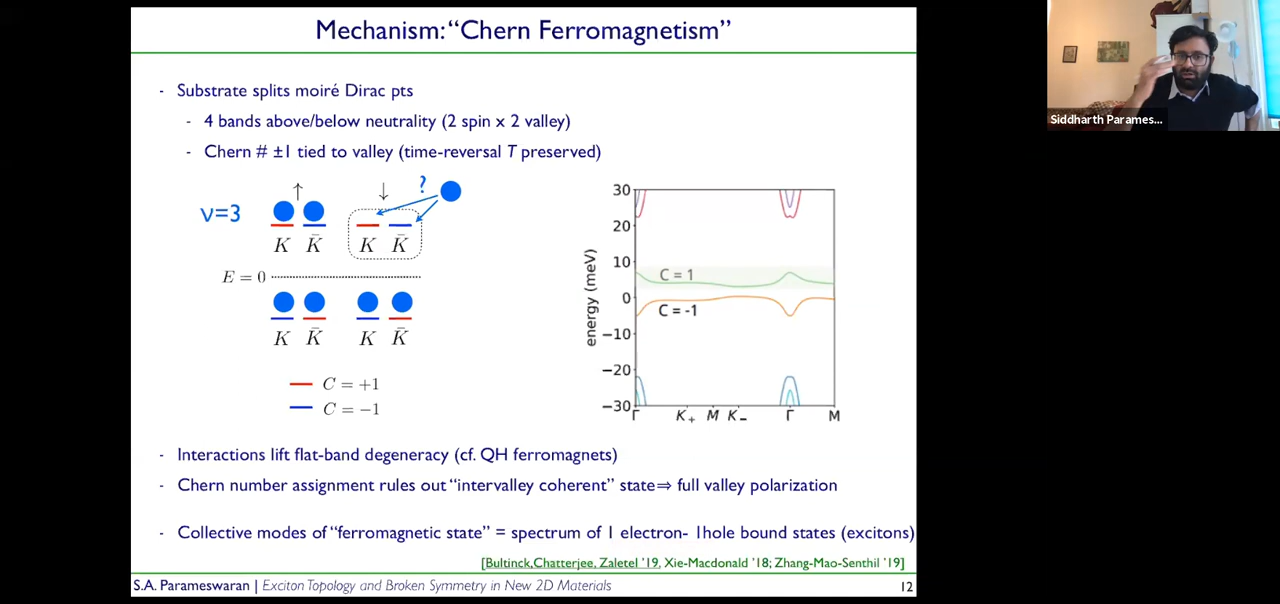 Mechanism: “Chern Ferromagnetism”
- Substrate splits moiré Dirac pts
- 4 bands above/below neutrality (2 spin x 2 valley)
- Chern # ±1 tied to valley (time-reversal T preserved)
↑ ↓ ?
ν=3
K K̄ K K̄
E = 0
K K̄ K K̄
C = +1
C = −1
30
20
10
0
−10
−20
−30
energy (meV)
C = 1
C = -1
Γ K₊ M K₋ Γ M
- Interactions lift flat-band degeneracy (cf. QH ferromagnets)
- Chern number assignment rules out “intervalley coherent” state⇒ full valley polarization
- Collective modes of “ferromagnetic state” = spectrum of 1 electron- 1hole bound states (excitons)
[Bultinck,Chatterjee, Zaletel ’19, Xie-Macdonald ’18; Zhang-Mao-Senthil ’19]
S.A. Parameswaran | Exciton Topology and Broken Symmetry in New 2D Materials 12
Siddharth Parames...